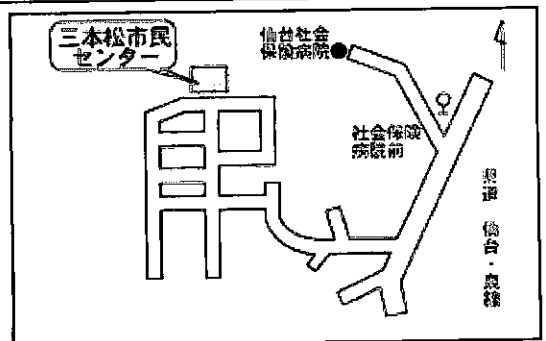 三本松市民
センター
仙台社会
保険病院
社会保険
病院前
県道 仙台・泉線